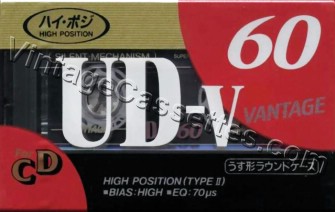 ハイ・ポジ
HIGH POSITION
SILENT MECHANISM
60
UD-V
VANTAGE
60
CD
うす形ラウンドケース
HIGH POSITION (TYPE Ⅱ)
■BIAS: HIGH ■EQ: 70μs
VintageCassettes.com